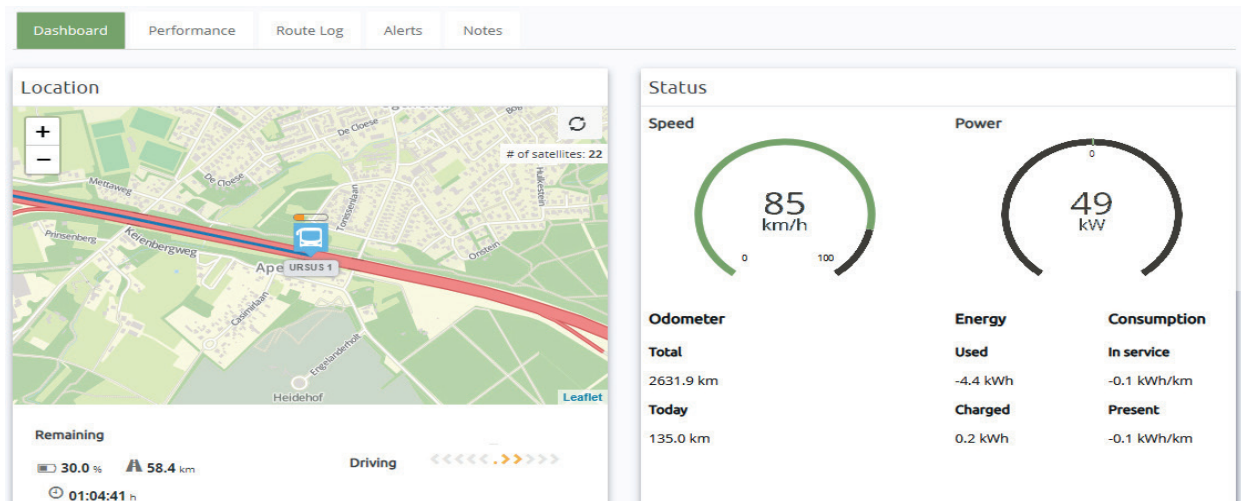 Dashboard Performance Route Log Alerts Notes
Location
+
−
De Cloese
# of satellites: 22
Mettaweg
De Cloese
Hulkestein
Tonissenlaan
Prinsenberg
Kerenbergweg
Onstein
Ape
URSUS 1
Casimirlaan
Engelanderholt
Heidehof
Leaflet
Remaining
30.0 % 58.4 km
Driving
01:04:41 h
Status
Speed Power
85
km/h
0 100
0
49
kW
Odometer Energy Consumption
Total Used In service
2631.9 km -4.4 kWh -0.1 kWh/km
Today Charged Present
135.0 km 0.2 kWh -0.1 kWh/km